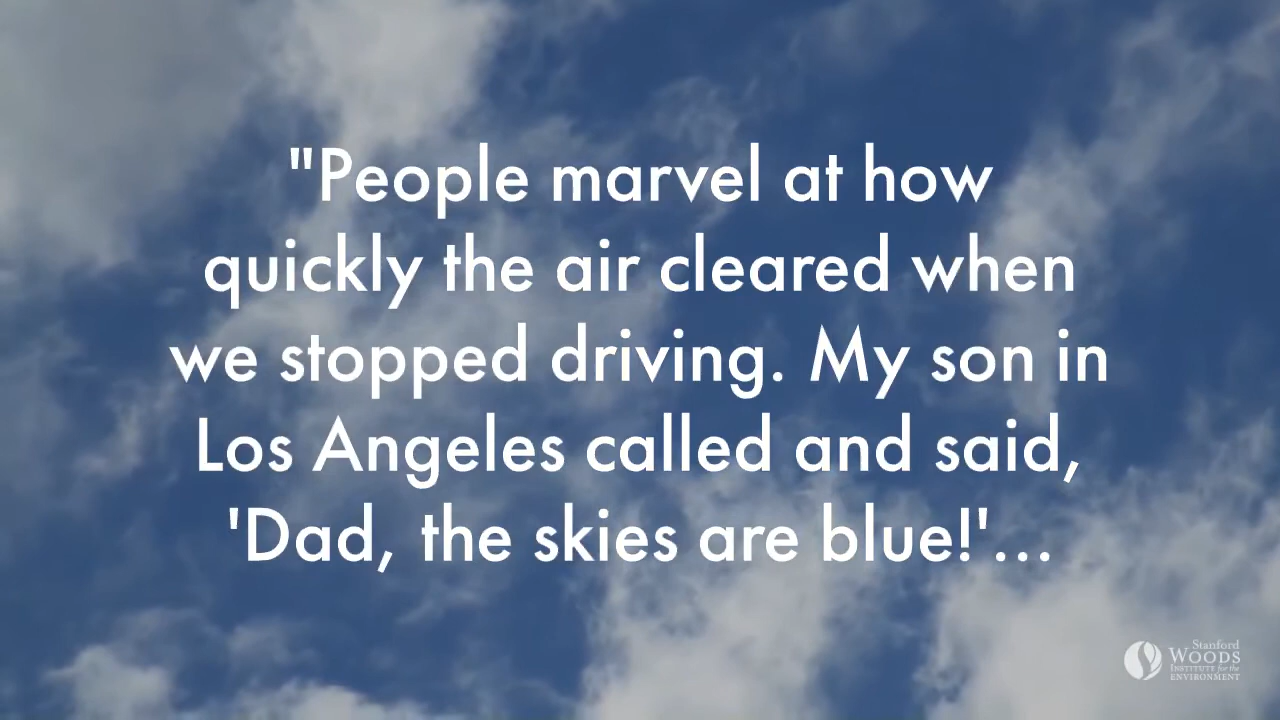 "People marvel at how
quickly the air cleared when
we stopped driving. My son in
Los Angeles called and said,
'Dad, the skies are blue!'...
Stanford
WOODS
INSTITUTE for the
ENVIRONMENT